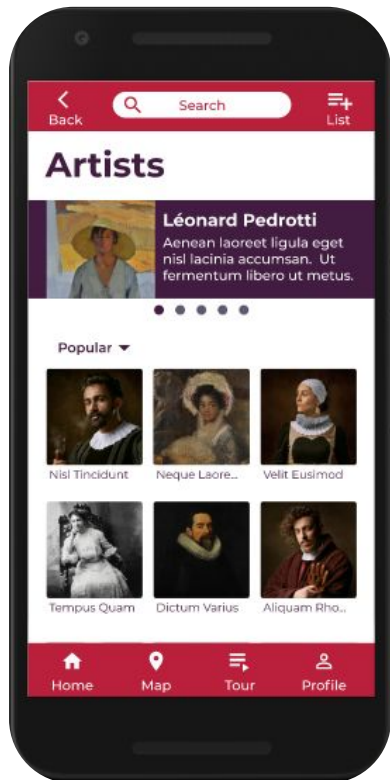 Back
Search
List
Artists
Léonard Pedrotti
Aenean laoreet ligula eget
nisl lacinia accumsan. Ut
fermentum libero ut metus.
Popular
Nisl Tincidunt
Neque Laore...
Velit Eusimod
Tempus Quam
Dictum Varius
Aliquam Rho...
Home
Map
Tour
Profile